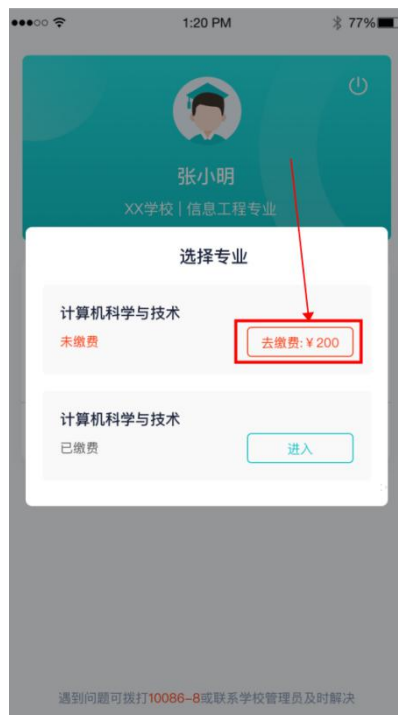 1:20 PM
77%
张小明
XX学校 | 信息工程专业
选择专业
计算机科学与技术
未缴费
去缴费:¥200
计算机科学与技术
已缴费
进入
遇到问题可拨打10086-8或联系学校管理员及时解决